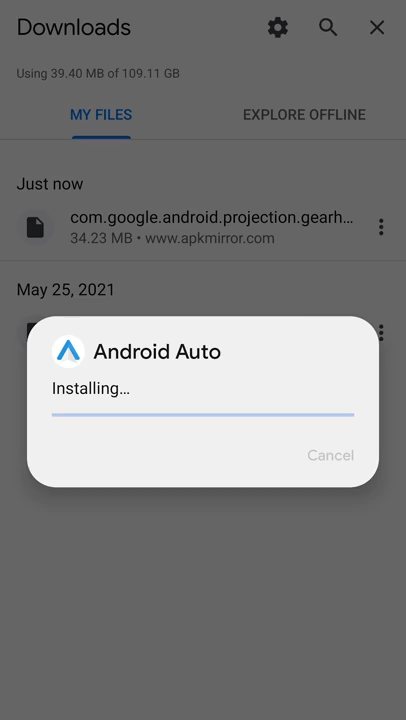 Downloads
Using 39.40 MB of 109.11 GB
MY FILES
EXPLORE OFFLINE
Just now
com.google.android.projection.gearh...
34.23 MB • www.apkmirror.com
May 25, 2021
Android Auto
Installing...
Cancel